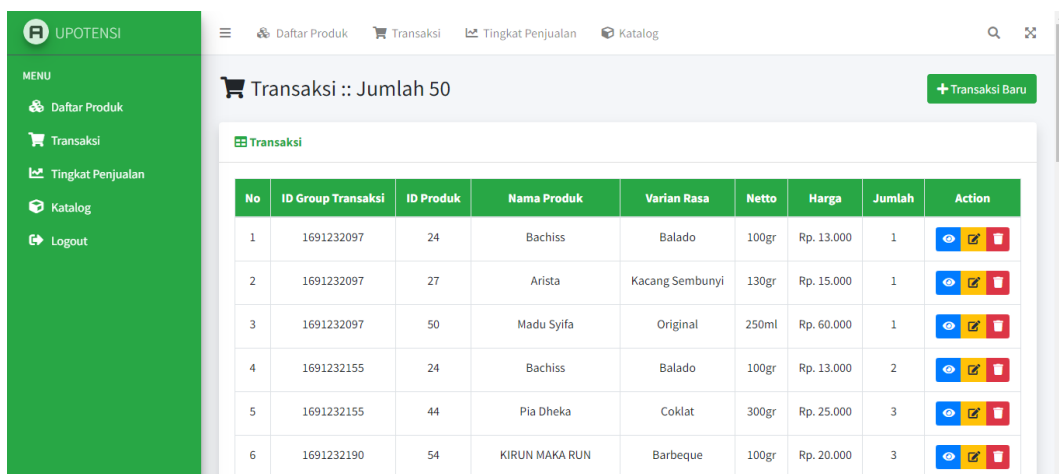 UPOTENSI
Daftar Produk Transaksi Tingkat Penjualan Katalog
MENU
Daftar Produk
Transaksi
Tingkat Penjualan
Katalog
Logout
Transaksi :: Jumlah 50
+ Transaksi Baru
Transaksi
No ID Group Transaksi ID Produk Nama Produk Varian Rasa Netto Harga Jumlah Action
1 1691232097 24 Bachiss Balado 100gr Rp. 13.000 1
2 1691232097 27 Arista Kacang Sembunyi 130gr Rp. 15.000 1
3 1691232097 50 Madu Syifa Original 250ml Rp. 60.000 1
4 1691232155 24 Bachiss Balado 100gr Rp. 13.000 2
5 1691232155 44 Pia Dheka Coklat 300gr Rp. 25.000 3
6 1691232190 54 KIRUN MAKA RUN Barbeque 100gr Rp. 20.000 3